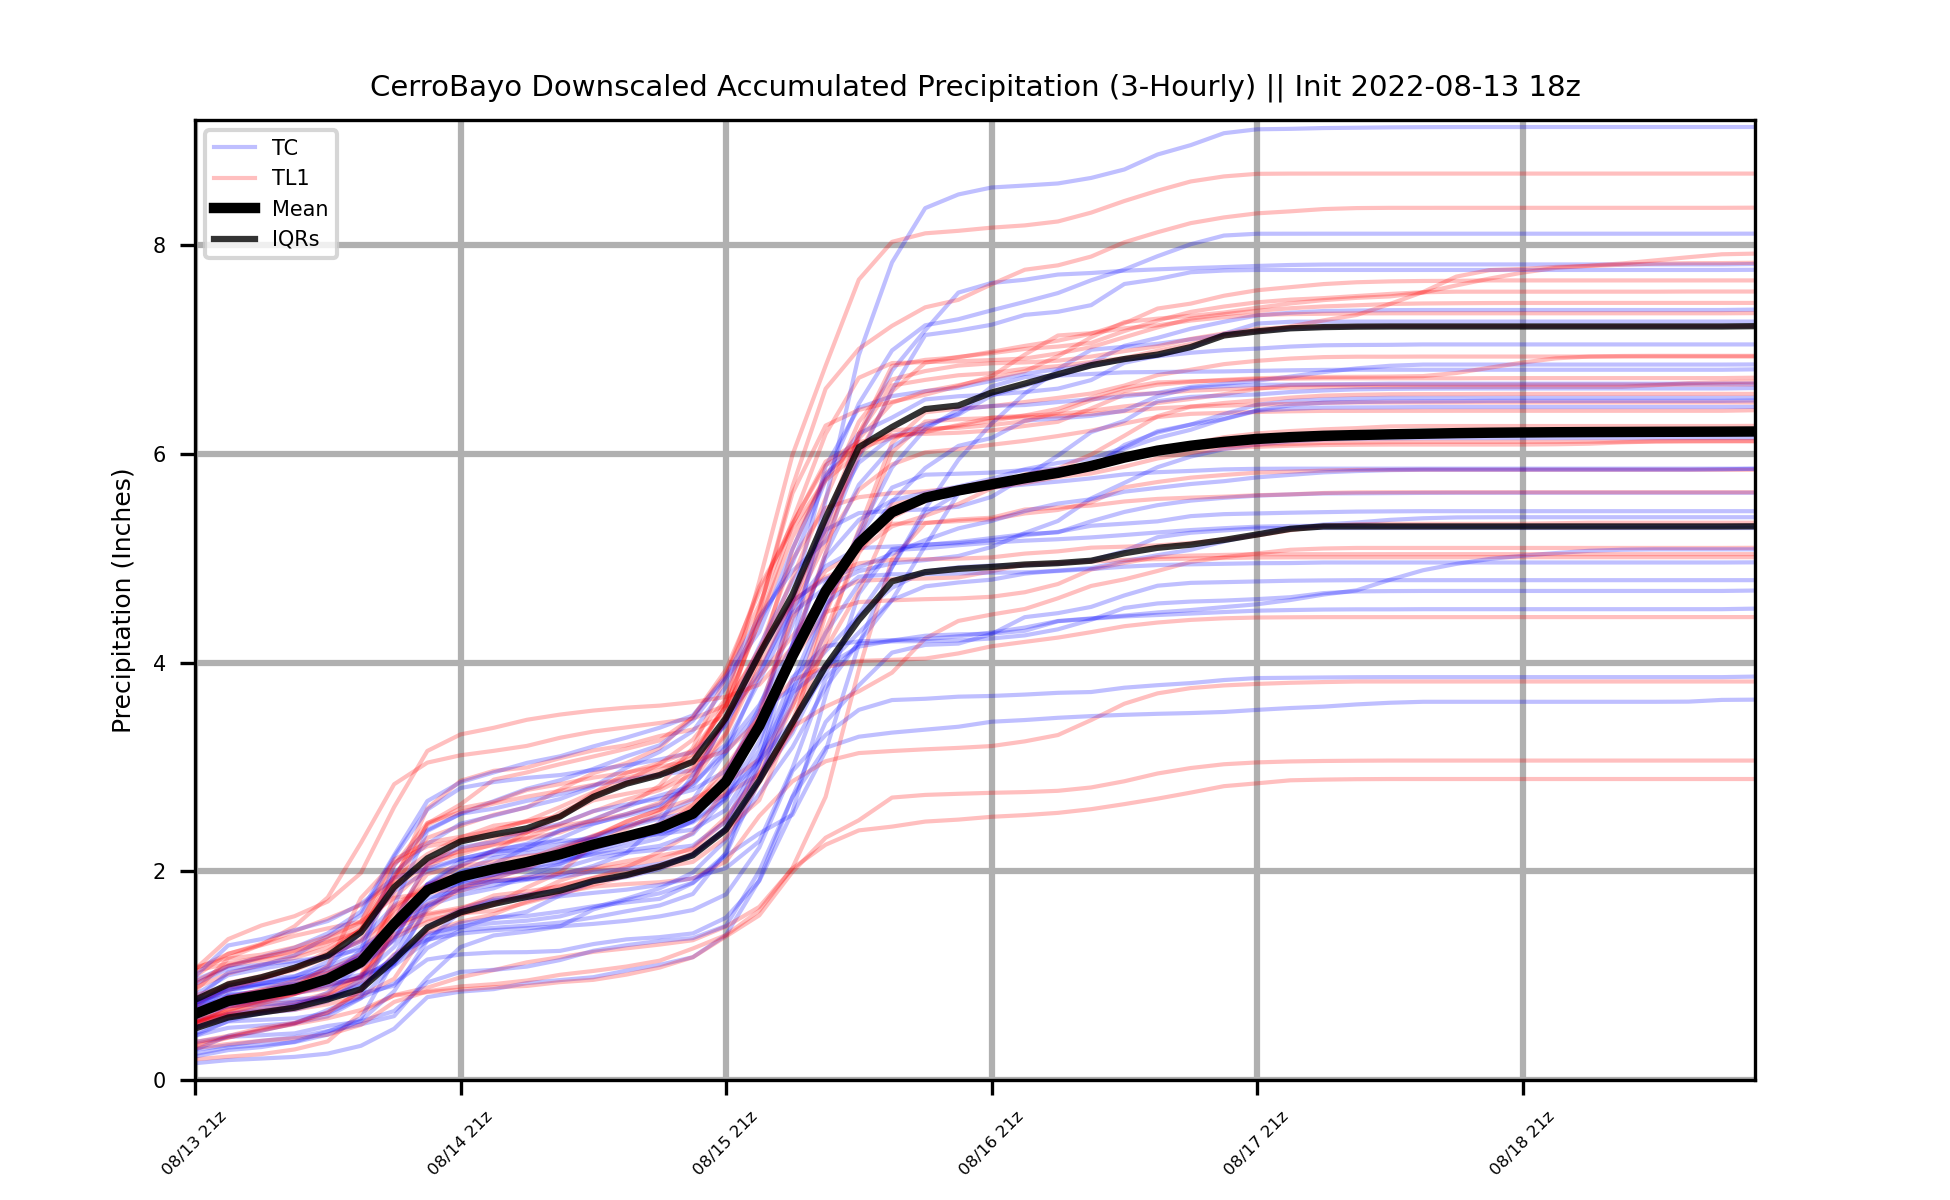 CerroBayo Downscaled Accumulated Precipitation (3-Hourly) || Init 2022-08-13 18z
TC
TL1
Mean
IQRs
Precipitation (Inches)
8
6
4
2
0
08/13 21z
08/14 21z
08/15 21z
08/16 21z
08/17 21z
08/18 21z